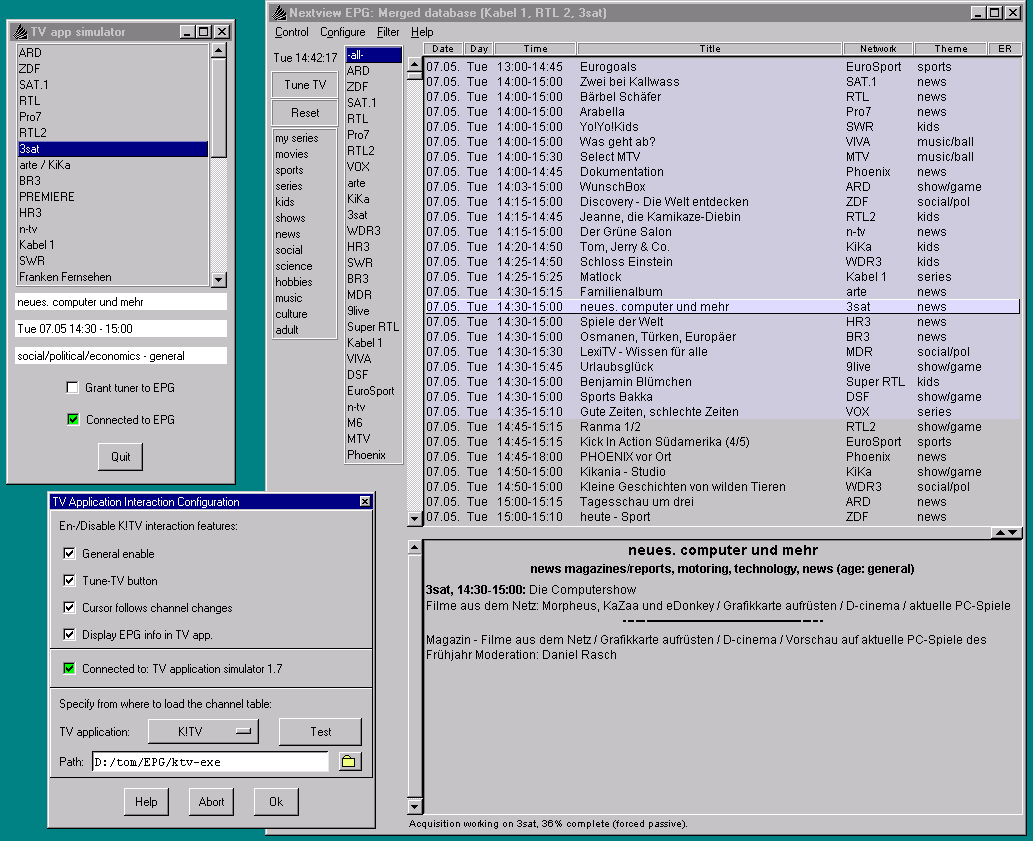 TV app simulator
ARD
ZDF
SAT.1
RTL
Pro7
RTL2
3sat
arte / KiKa
BR3
PREMIERE
HR3
n-tv
Kabel 1
SWR
Franken Fernsehen
neues. computer und mehr
Tue 07.05 14:30 - 15:00
social/political/economics - general
Grant tuner to EPG
Connected to EPG
Quit
TV Application Interaction Configuration
En-/Disable K!TV interaction features:
General enable
Tune-TV button
Cursor follows channel changes
Display EPG info in TV app.
Connected to: TV application simulator 1.7
Specify from where to load the channel table:
TV application: K!TV Test
Path: D:/tom/EPG/ktv-exe
Help Abort Ok
Nextview EPG: Merged database (Kabel 1, RTL 2, 3sat)
Control Configure Filter Help
Tue 14:42:17
Tune TV
Reset
my series
movies
sports
series
kids
shows
news
social
science
hobbies
music
culture
adult
-all-
ARD
ZDF
SAT.1
RTL
Pro7
RTL2
VOX
arte
KiKa
3sat
WDR3
HR3
SWR
BR3
MDR
9live
Super RTL
Kabel 1
VIVA
DSF
EuroSport
n-tv
M6
MTV
Phoenix
Date Day Time Title Network Theme ER
07.05. Tue 13:00-14:45 Eurogoals EuroSport sports
07.05. Tue 14:00-15:00 Zwei bei Kallwass SAT.1 news
07.05. Tue 14:00-15:00 Bärbel Schäfer RTL news
07.05. Tue 14:00-15:00 Arabella Pro7 news
07.05. Tue 14:00-15:00 Yo!Yo!Kids SWR kids
07.05. Tue 14:00-15:00 Was geht ab? VIVA music/ball
07.05. Tue 14:00-15:30 Select MTV MTV music/ball
07.05. Tue 14:00-14:45 Dokumentation Phoenix news
07.05. Tue 14:03-15:00 WunschBox ARD show/game
07.05. Tue 14:15-15:00 Discovery - Die Welt entdecken ZDF social/pol
07.05. Tue 14:15-14:45 Jeanne, die Kamikaze-Diebin RTL2 kids
07.05. Tue 14:15-15:00 Der Grüne Salon n-tv news
07.05. Tue 14:20-14:50 Tom, Jerry & Co. KiKa kids
07.05. Tue 14:25-14:50 Schloss Einstein WDR3 kids
07.05. Tue 14:25-15:25 Matlock Kabel 1 series
07.05. Tue 14:30-15:15 Familienalbum arte news
07.05. Tue 14:30-15:00 neues. computer und mehr 3sat news
07.05. Tue 14:30-15:00 Spiele der Welt HR3 news
07.05. Tue 14:30-15:00 Osmanen, Türken, Europäer BR3 news
07.05. Tue 14:30-15:30 LexiTV - Wissen für alle MDR social/pol
07.05. Tue 14:30-15:45 Urlaubsglück 9live show/game
07.05. Tue 14:30-15:00 Benjamin Blümchen Super RTL kids
07.05. Tue 14:30-15:00 Sports Bakka DSF show/game
07.05. Tue 14:35-15:10 Gute Zeiten, schlechte Zeiten VOX series
07.05. Tue 14:45-15:15 Ranma 1/2 RTL2 show/game
07.05. Tue 14:45-15:15 Kick In Action Südamerika (4/5) EuroSport sports
07.05. Tue 14:45-18:00 PHOENIX vor Ort Phoenix news
07.05. Tue 14:50-15:00 Kikania - Studio KiKa show/game
07.05. Tue 14:50-15:00 Kleine Geschichten von wilden Tieren WDR3 social/pol
07.05. Tue 15:00-15:15 Tagesschau um drei ARD news
07.05. Tue 15:00-15:10 heute - Sport ZDF news
neues. computer und mehr
news magazines/reports, motoring, technology, news (age: general)
3sat, 14:30-15:00: Die Computershow
Filme aus dem Netz: Morpheus, KaZaa und eDonkey / Grafikkarte aufrüsten / D-cinema / aktuelle PC-Spiele
Magazin - Filme aus dem Netz / Grafikkarte aufrüsten / D-cinema / Vorschau auf aktuelle PC-Spiele des
Frühjahr Moderation: Daniel Rasch
Acquisition working on 3sat, 36% complete (forced passive).